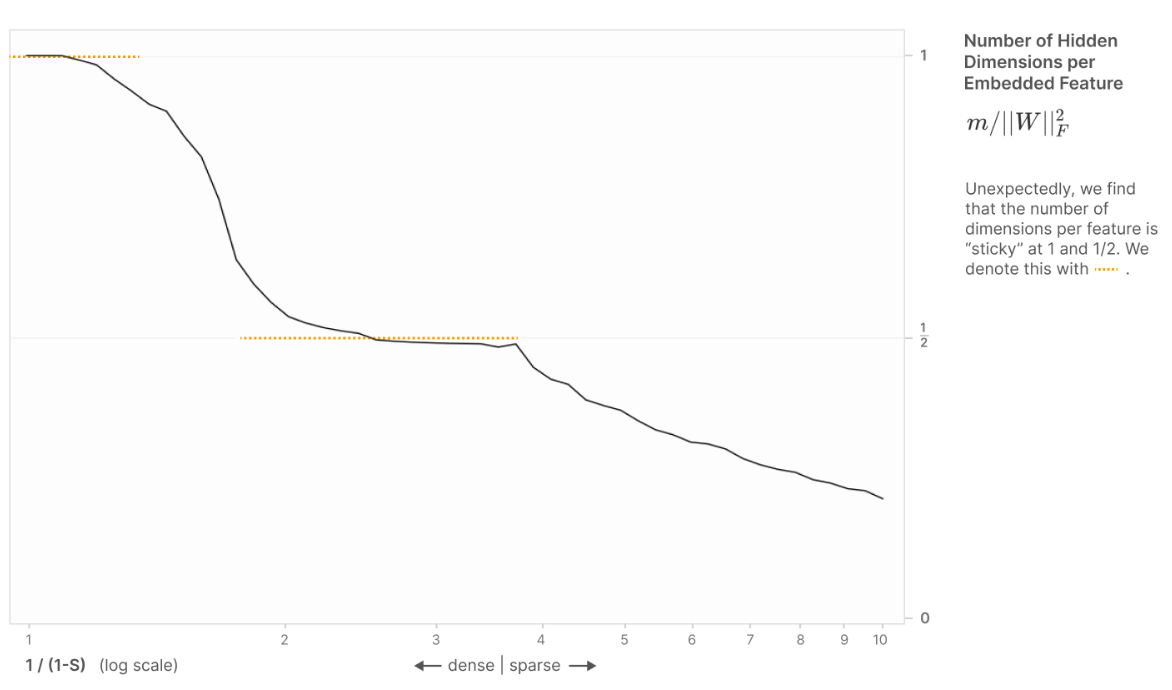 Number of Hidden
Dimensions per
Embedded Feature
m/||W||²_F
Unexpectedly, we find
that the number of
dimensions per feature is
“sticky” at 1 and 1/2. We
denote this with .
1
1/2
0
1 2 3 4 5 6 7 8 9 10
1 / (1-S) (log scale) ← dense | sparse →